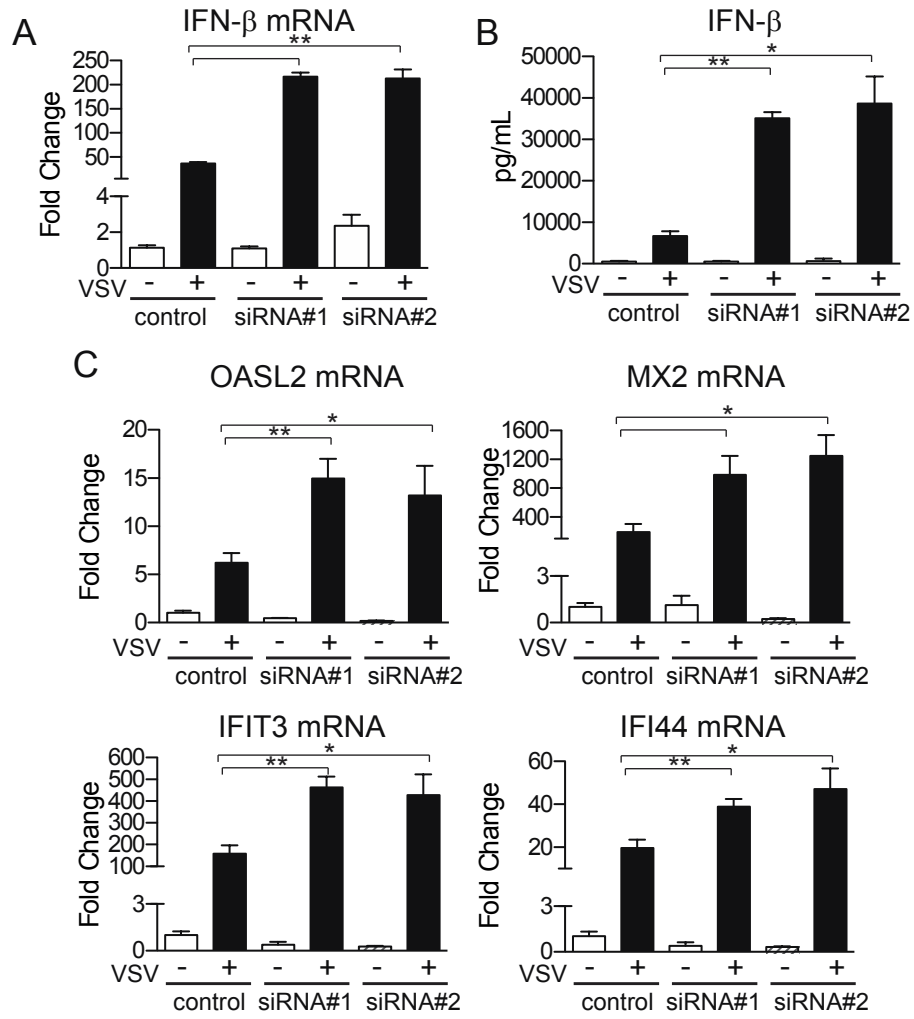 A
IFN-β mRNA
**
Fold Change
250
200
150
100
50
4
2
0
VSV - + - + - +
control siRNA#1 siRNA#2
B
IFN-β
*
**
pg/mL
50000
40000
30000
20000
10000
0
VSV - + - + - +
control siRNA#1 siRNA#2
C
OASL2 mRNA
*
**
Fold Change
20
15
10
5
0
VSV - + - + - +
control siRNA#1 siRNA#2
MX2 mRNA
*
Fold Change
1600
1200
800
400
3
0
VSV - + - + - +
control siRNA#1 siRNA#2
IFIT3 mRNA
*
**
Fold Change
600
500
400
300
200
100
3
0
VSV - + - + - +
control siRNA#1 siRNA#2
IFI44 mRNA
*
**
Fold Change
60
40
20
3
0
VSV - + - + - +
control siRNA#1 siRNA#2